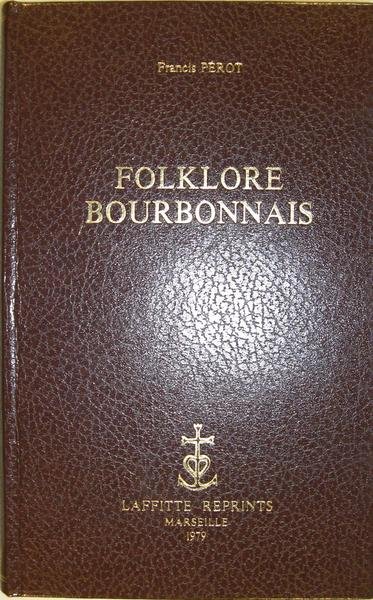 Francis PÉROT
FOLKLORE
BOURBONNAIS
LAFFITTE REPRINTS
MARSEILLE
1979